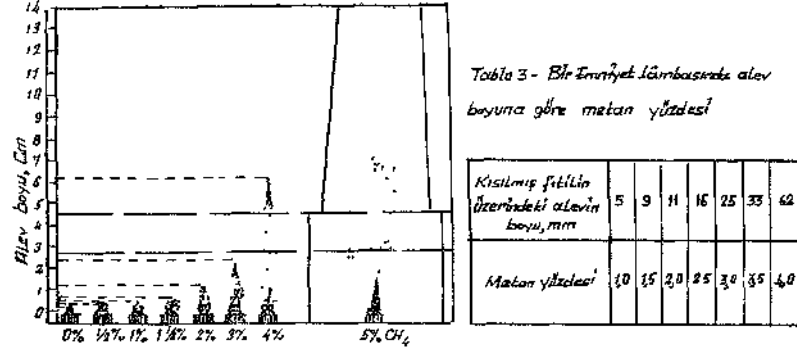 14
13
12
11
10
9
8
7
6
5
4
3
2
1
0
Alev boyu, Cm
0% ½% 1% 1½% 2% 3% 4% 5% CH4
Tablo 3 - Bir Emniyet lâmbasında alev
boyuna göre metan yüzdesi
Kısılmış fitilin
üzerindeki alevin
boyu, mm
5 9 11 16 25 33 62
Metan yüzdesi 1,0 1,5 2,0 2,5 3,0 3,5 4,0